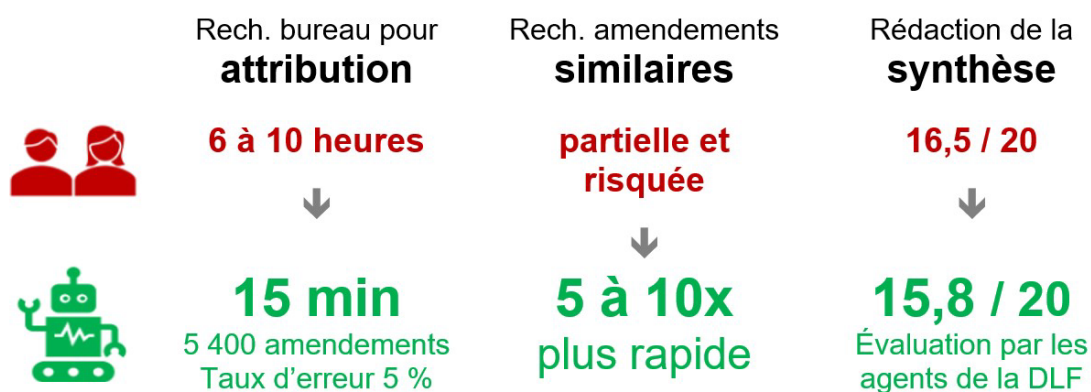 Rech. bureau pour
attribution
6 à 10 heures
15 min
5 400 amendements
Taux d'erreur 5 %
Rech. amendements
similaires
partielle et
risquée
5 à 10x
plus rapide
Rédaction de la
synthèse
16,5 / 20
15,8 / 20
Évaluation par les
agents de la DLF